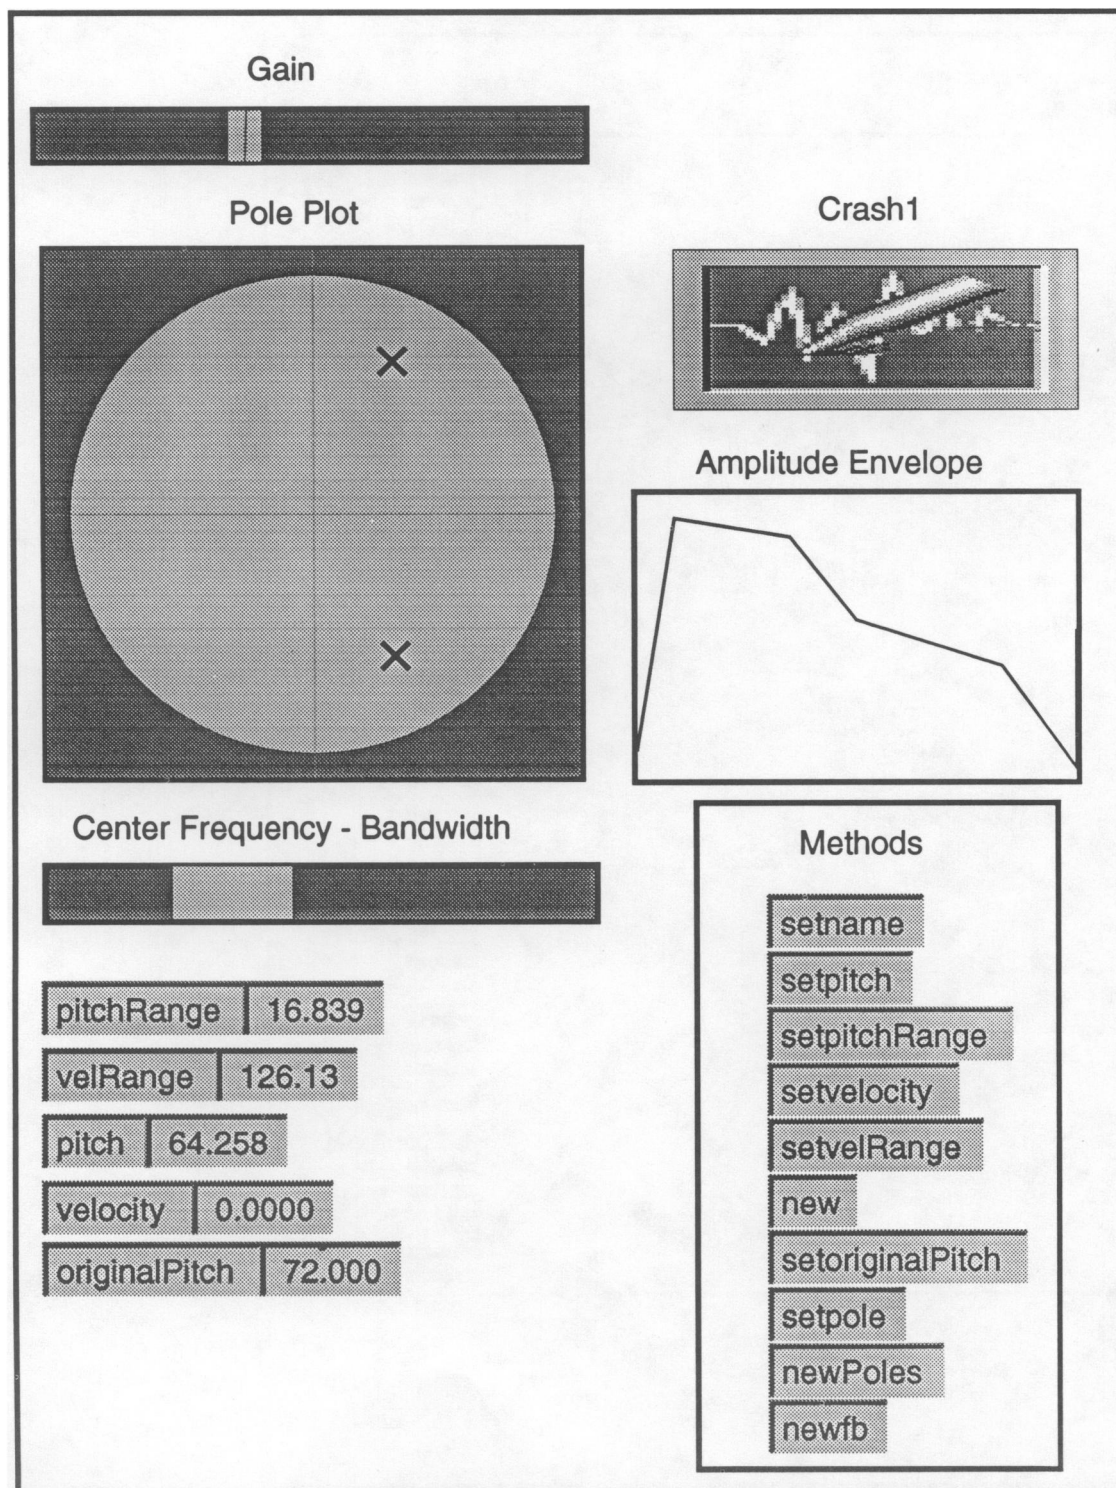 Gain
Pole Plot
Center Frequency - Bandwidth
pitchRange 16.839
velRange 126.13
pitch 64.258
velocity 0.0000
originalPitch 72.000
Crash1
Amplitude Envelope
Methods
setname
setpitch
setpitchRange
setvelocity
setvelRange
new
setoriginalPitch
setpole
newPoles
newfb